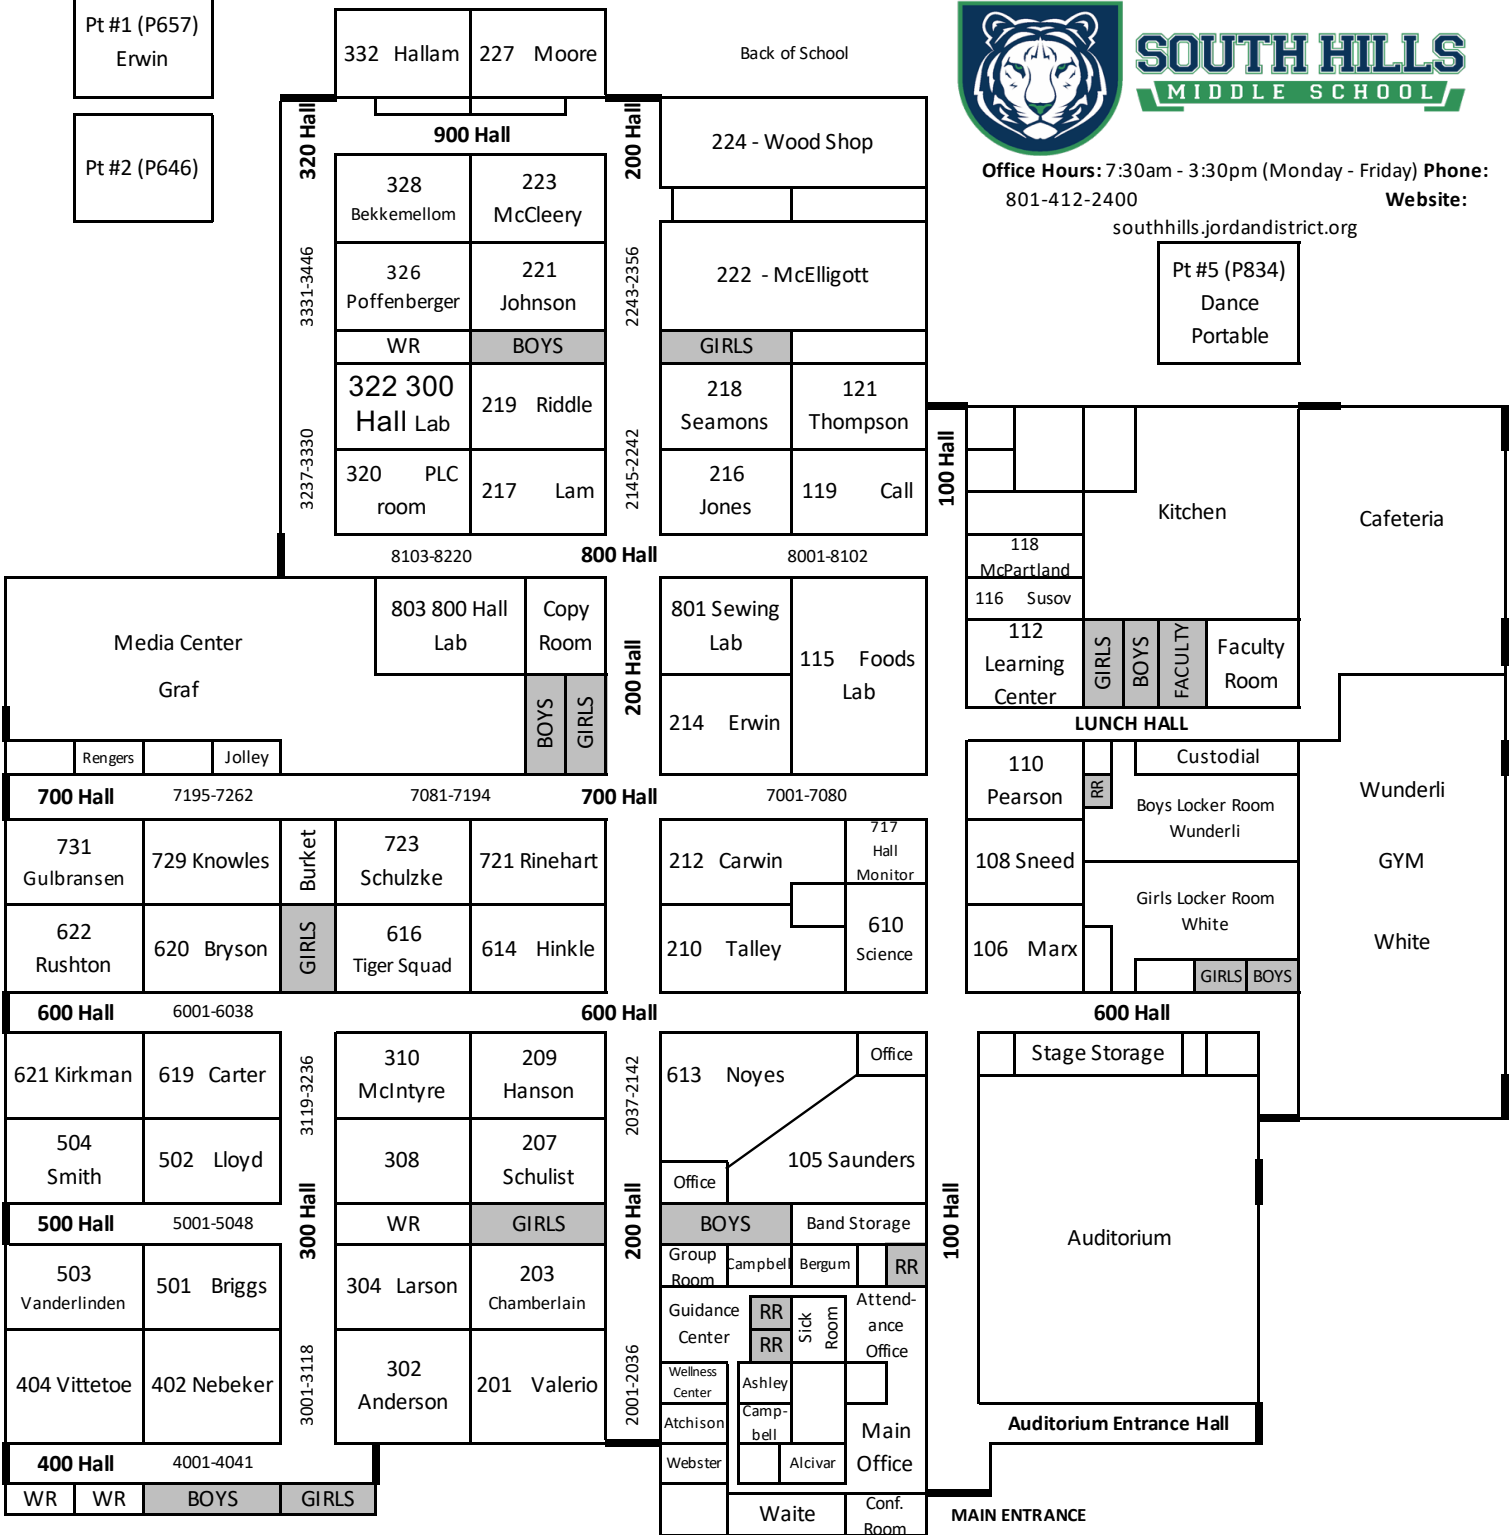 Pt #1 (P657)
Erwin
332 Hallam
227 Moore
Back of School
SOUTH HILLS
MIDDLE SCHOOL
320 Hall
900 Hall
200 Hall
224 - Wood Shop
Pt #2 (P646)
Office Hours: 7:30am - 3:30pm (Monday - Friday) Phone:
801-412-2400 Website:
southhills.jordandistrict.org
328
Bekkemellom
223
McCleery
3331-3446
326
Poffenberger
221
Johnson
2243-2356
222 - McElligott
Pt #5 (P834)
Dance
Portable
WR
BOYS
GIRLS
322 300
Hall Lab
219 Riddle
218
Seamons
121
Thompson
3237-3330
320 PLC
room
217 Lam
2145-2242
216
Jones
119 Call
100 Hall
Kitchen
Cafeteria
8103-8220
800 Hall
8001-8102
118
McPartland
116 Susov
Media Center
Graf
803 800 Hall
Lab
Copy
Room
801 Sewing
Lab
115 Foods
Lab
112
Learning
Center
GIRLS
BOYS
FACULTY
Faculty
Room
200 Hall
BOYS
GIRLS
214 Erwin
LUNCH HALL
Rengers
Jolley
110
Pearson
RR
Custodial
700 Hall
7195-7262
7081-7194
700 Hall
7001-7080
Boys Locker Room
Wunderli
Wunderli
GYM
White
731
Gulbransen
729 Knowles
Burket
723
Schulzke
721 Rinehart
212 Carwin
717
Hall
Monitor
108 Sneed
622
Rushton
620 Bryson
GIRLS
616
Tiger Squad
614 Hinkle
210 Talley
610
Science
106 Marx
Girls Locker Room
White
GIRLS
BOYS
600 Hall
6001-6038
600 Hall
600 Hall
621 Kirkman
619 Carter
3119-3236
310
McIntyre
209
Hanson
2037-2142
613 Noyes
Office
Stage Storage
504
Smith
502 Lloyd
308
207
Schulist
105 Saunders
Office
500 Hall
5001-5048
300 Hall
WR
GIRLS
200 Hall
BOYS
Band Storage
100 Hall
Auditorium
503
Vanderlinden
501 Briggs
304 Larson
203
Chamberlain
Group
Room
Campbell
Bergum
RR
Guidance
Center
RR
RR
Sick
Room
Attend-
ance
Office
404 Vittetoe
402 Nebeker
3001-3118
302
Anderson
201 Valerio
2001-2036
Wellness
Center
Ashley
Atchison
Camp-
bell
Main
Office
Auditorium Entrance Hall
400 Hall
4001-4041
Webster
Alcivar
WR
WR
BOYS
GIRLS
Waite
Conf.
Room
MAIN ENTRANCE